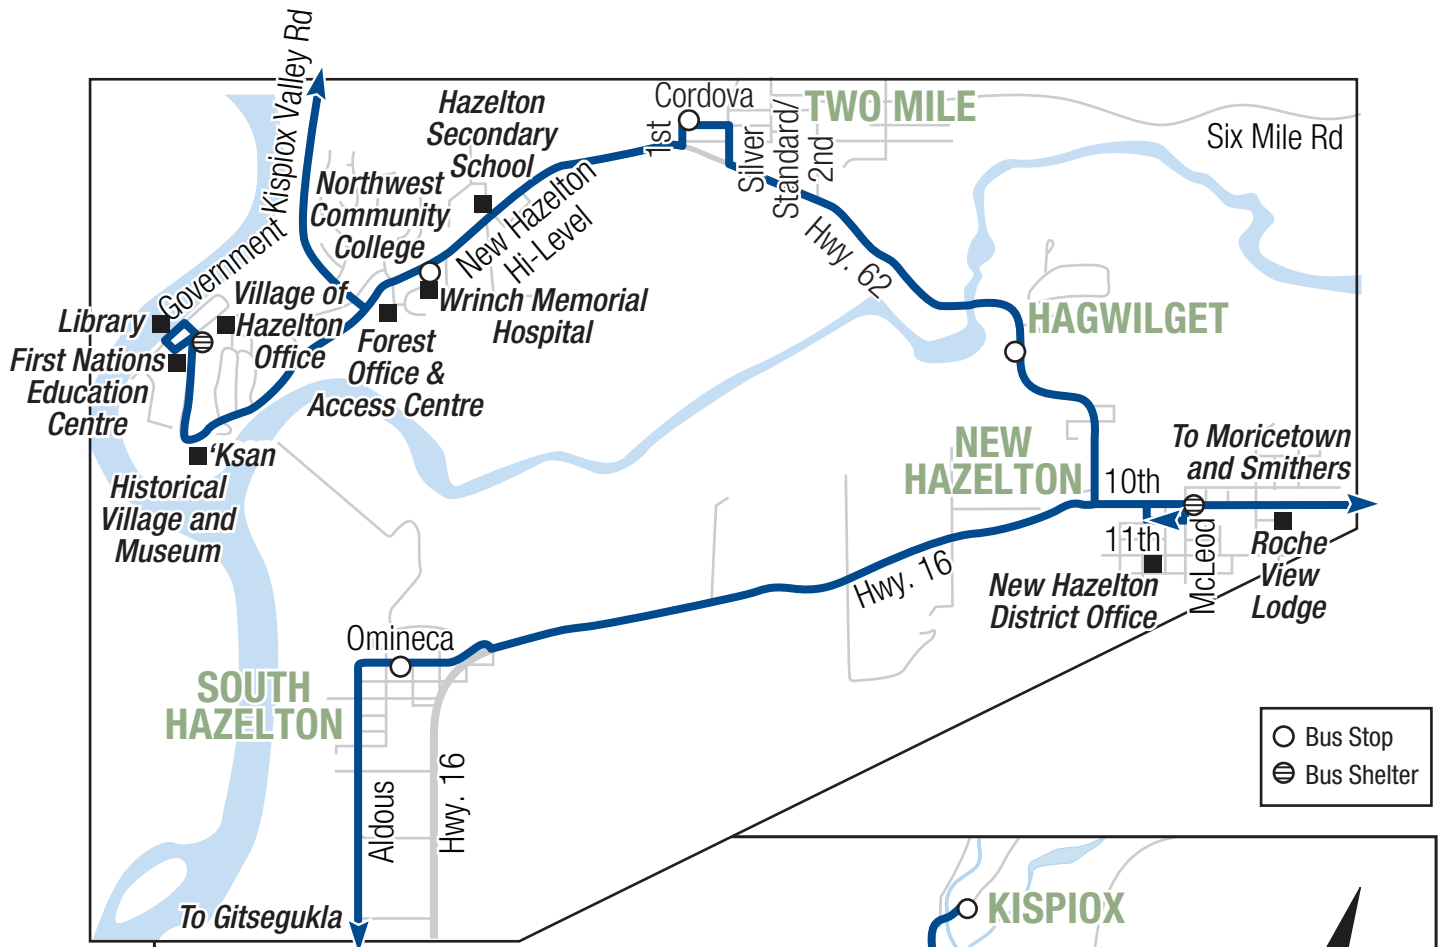 Kispiox Valley Rd
Government
Hazelton
Secondary
School
Northwest
Community
College
New Hazelton
Hi-Level
1st
Cordova
Silver
Standard/
2nd
TWO MILE
Six Mile Rd
Hwy. 62
HAGWILGET
Library
Village of
Hazelton
Office
First Nations
Education
Centre
Wrinch Memorial
Hospital
Forest
Office &
Access Centre
'Ksan
Historical
Village and
Museum
NEW
HAZELTON
To Moricetown
and Smithers
10th
11th
McLeod
Roche
View
Lodge
New Hazelton
District Office
Hwy. 16
Omineca
SOUTH
HAZELTON
Aldous
Hwy. 16
To Gitsegukla
Bus Stop
Bus Shelter
KISPIOX